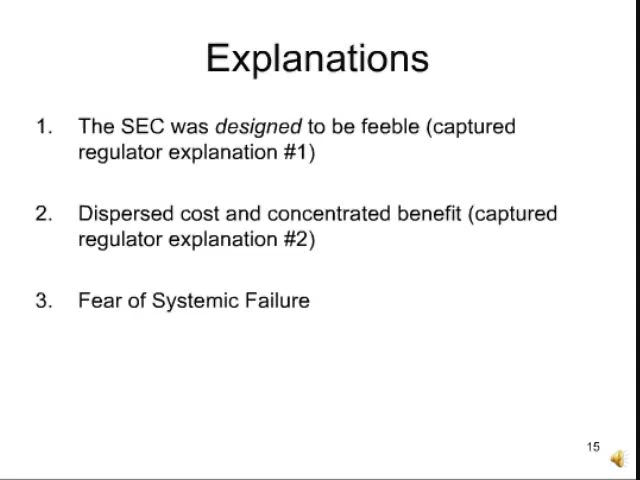 Explanations
1. The SEC was designed to be feeble (captured
regulator explanation #1)
2. Dispersed cost and concentrated benefit (captured
regulator explanation #2)
3. Fear of Systemic Failure
15